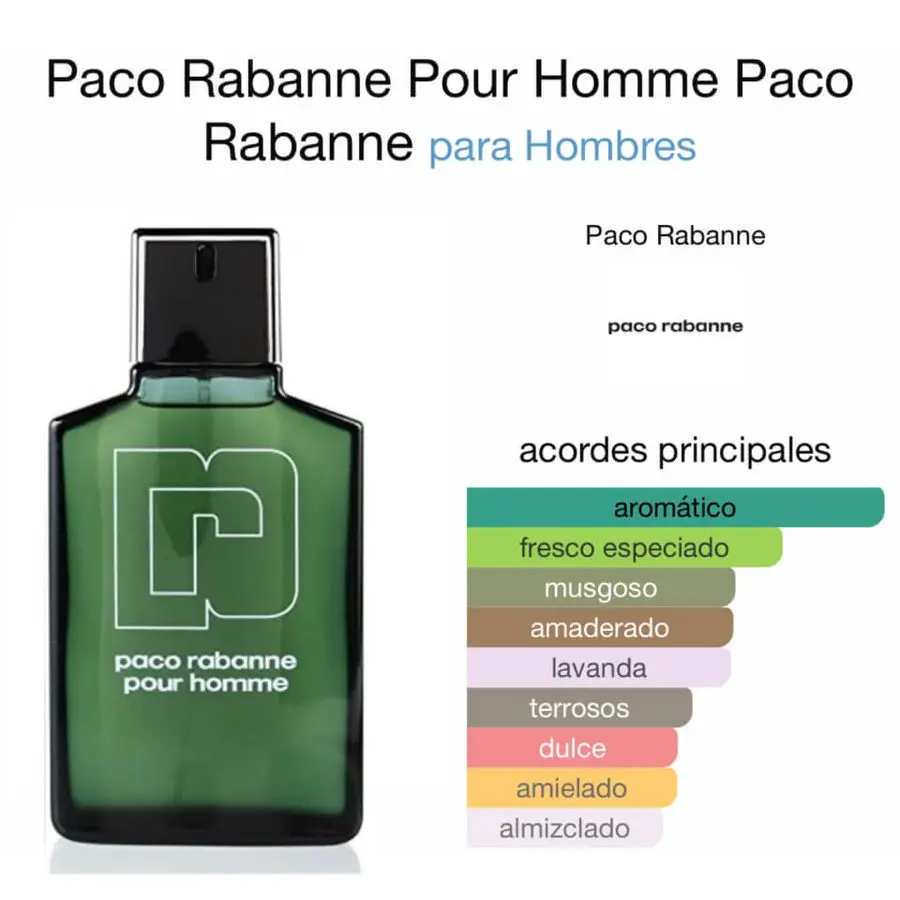 Paco Rabanne Pour Homme Paco
Rabanne para Hombres
Paco Rabanne
paco rabanne
paco rabanne
pour homme
acordes principales
aromático
fresco especiado
musgoso
amaderado
lavanda
terrosos
dulce
amielado
almizclado